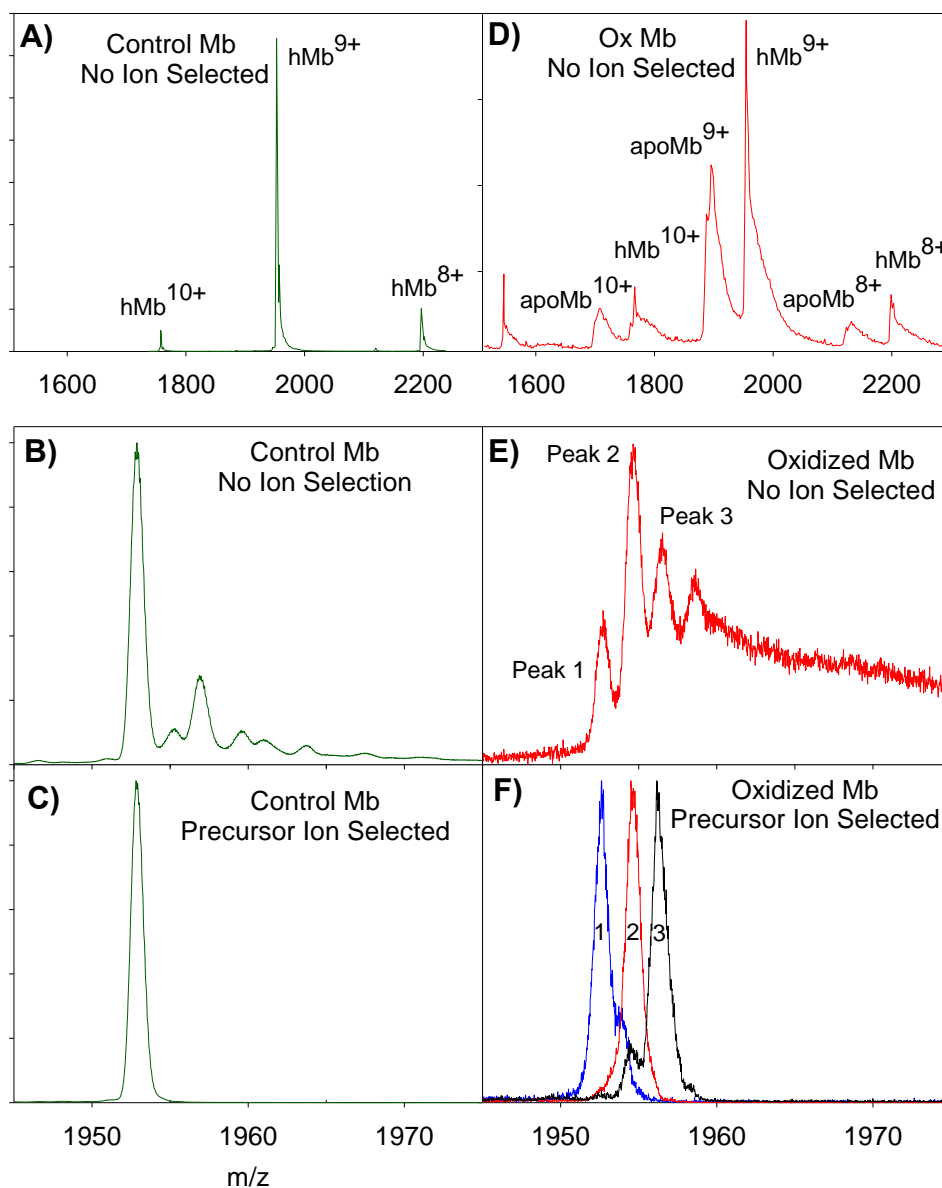 A)
Control Mb
No Ion Selected
hMb9+
hMb10+
hMb8+
1600 1800 2000 2200
D)
Ox Mb
No Ion Selected
hMb9+
apoMb9+
hMb10+
apoMb10+
apoMb8+
hMb8+
1600 1800 2000 2200
B)
Control Mb
No Ion Selection
E)
Peak 2
Oxidized Mb
No Ion Selected
Peak 3
Peak 1
C)
Control Mb
Precursor Ion Selected
1950 1960 1970
m/z
F)
Oxidized Mb
Precursor Ion Selected
1 2 3
1950 1960 1970